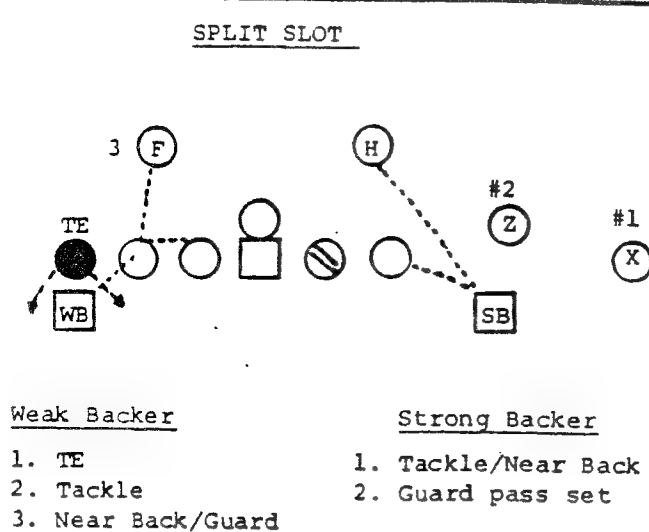 SPLIT SLOT
3 F H
#2
Z
#1
X
TE
WB
SB
Weak Backer
1. TE
2. Tackle
3. Near Back/Guard
Strong Backer
1. Tackle/Near Back
2. Guard pass set